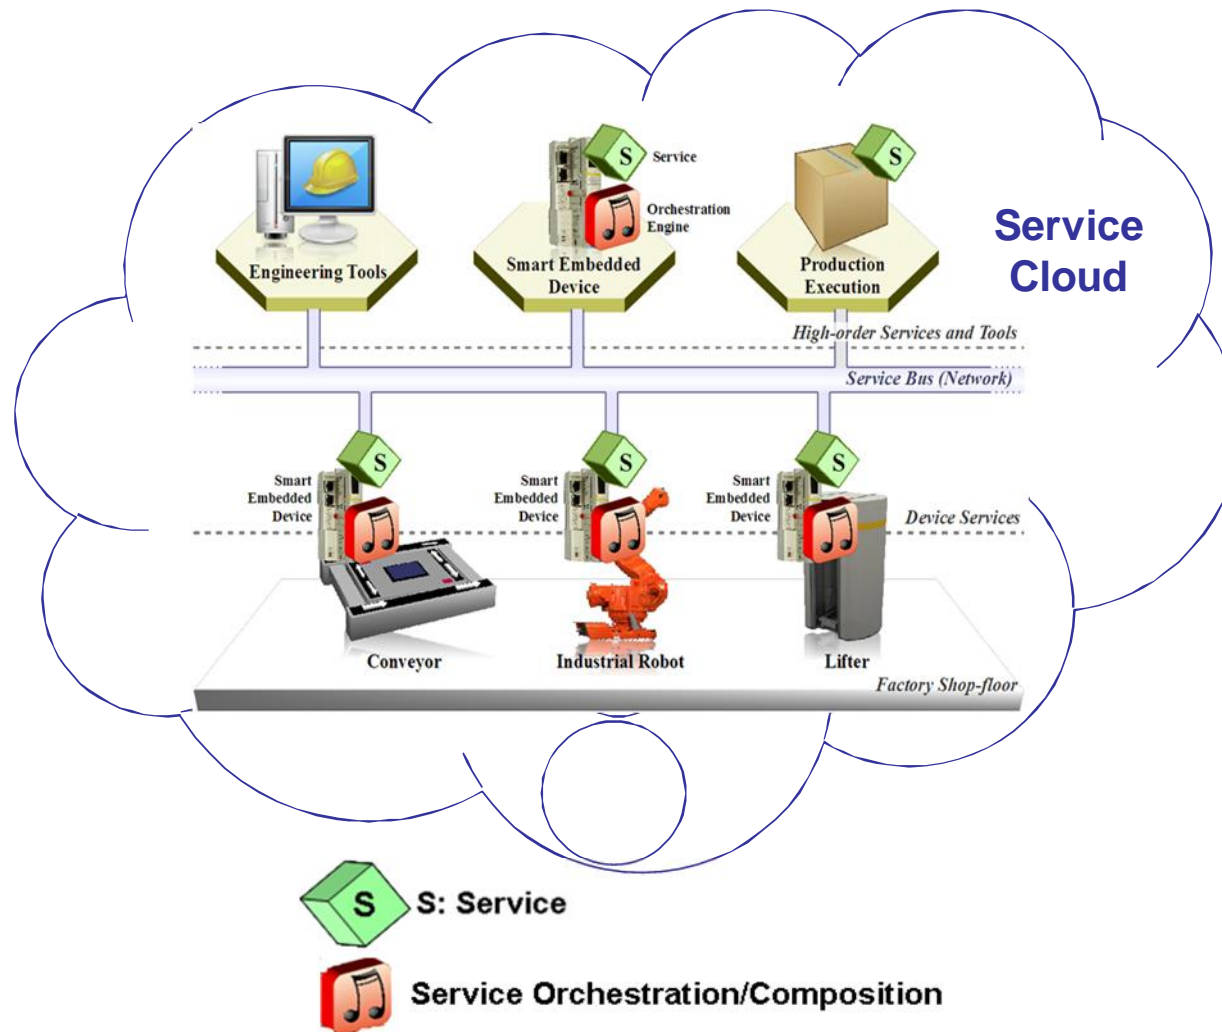 S
Service
Orchestration
Engine
S
Service
Cloud
Engineering Tools
Smart Embedded
Device
Production
Execution
High-order Services and Tools
Service Bus (Network)
S
S
S
Smart
Embedded
Device
Smart
Embedded
Device
Smart
Embedded
Device
Device Services
Conveyor
Industrial Robot
Lifter
Factory Shop-floor
S
S: Service
Service Orchestration/Composition